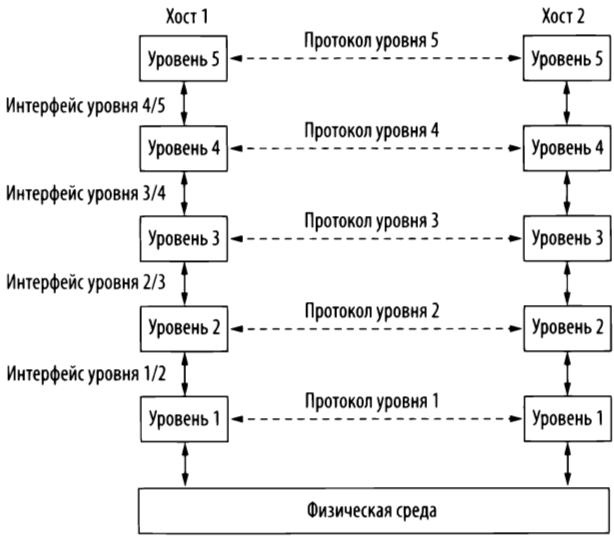 Хост 1
Хост 2
Уровень 5
Протокол уровня 5
Уровень 5
Интерфейс уровня 4/5
Уровень 4
Протокол уровня 4
Уровень 4
Интерфейс уровня 3/4
Уровень 3
Протокол уровня 3
Уровень 3
Интерфейс уровня 2/3
Уровень 2
Протокол уровня 2
Уровень 2
Интерфейс уровня 1/2
Уровень 1
Протокол уровня 1
Уровень 1
Физическая среда